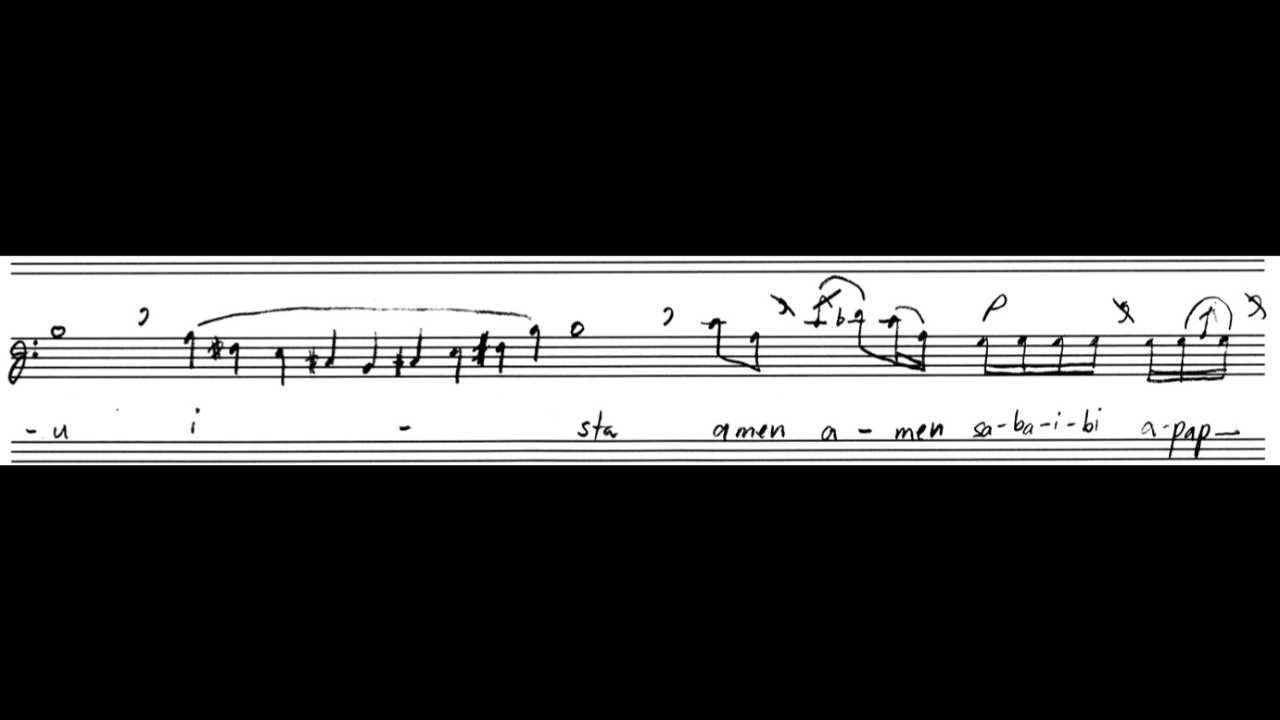 p
- u i - sta amen a - men sa-ba-i-bi a-pap—